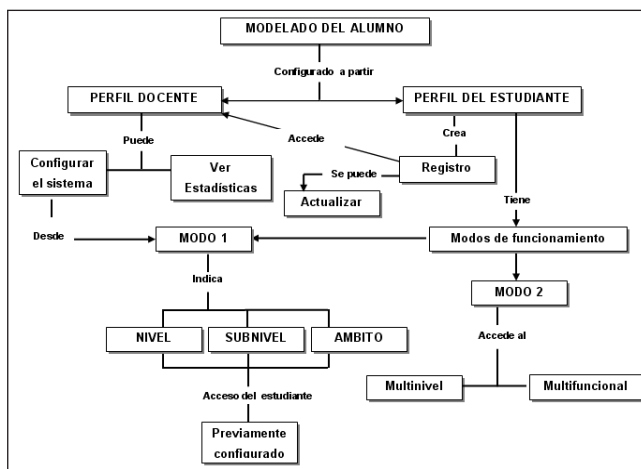 MODELADO DEL ALUMNO
Configurado a partir
PERFIL DOCENTE
PERFIL DEL ESTUDIANTE
Puede
Accede
Crea
Configurar
el sistema
Ver
Estadísticas
Registro
Se puede
Actualizar
Tiene
Desde
MODO 1
Modos de funcionamiento
Indica
MODO 2
NIVEL
SUBNIVEL
AMBITO
Accede al
Acceso del estudiante
Multinivel
Multifuncional
Previamente
configurado